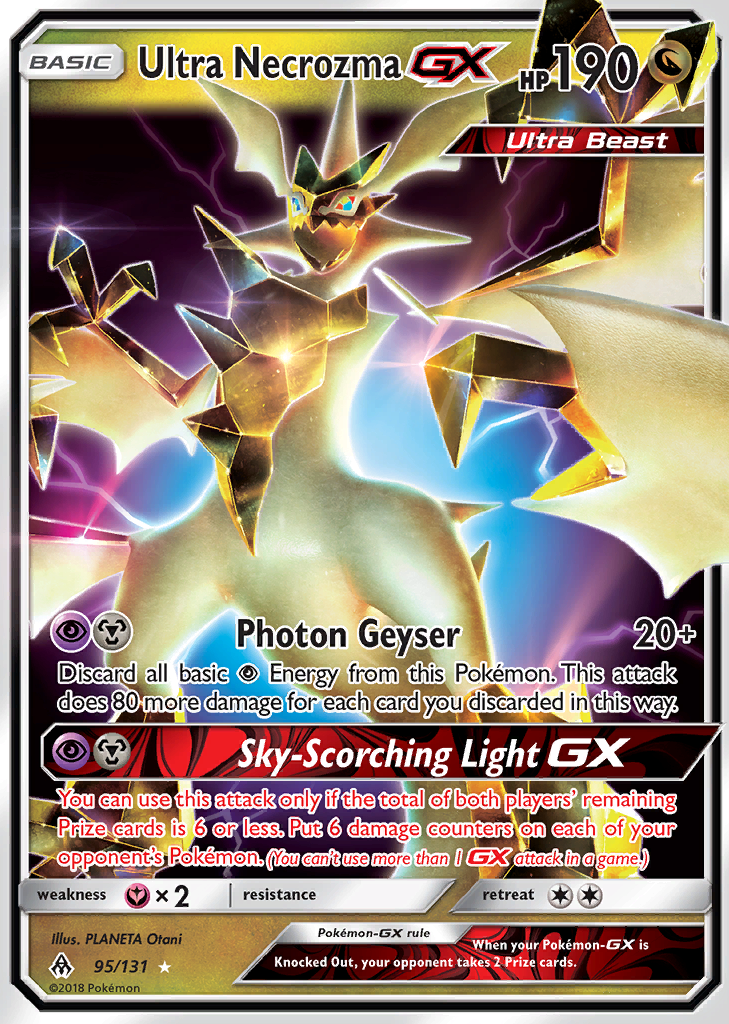 BASIC Ultra Necrozma GX HP 190
Ultra Beast
Photon Geyser 20+
Discard all basic Energy from this Pokémon. This attack
does 80 more damage for each card you discarded in this way.
Sky-Scorching Light GX
You can use this attack only if the total of both players’ remaining
Prize cards is 6 or less. Put 6 damage counters on each of your
opponent’s Pokémon. (You can’t use more than 1 GX attack in a game.)
weakness × 2 resistance retreat
Illus. PLANETA Otani
Pokémon-GX rule
When your Pokémon-GX is
Knocked Out, your opponent takes 2 Prize cards.
95/131
©2018 Pokémon